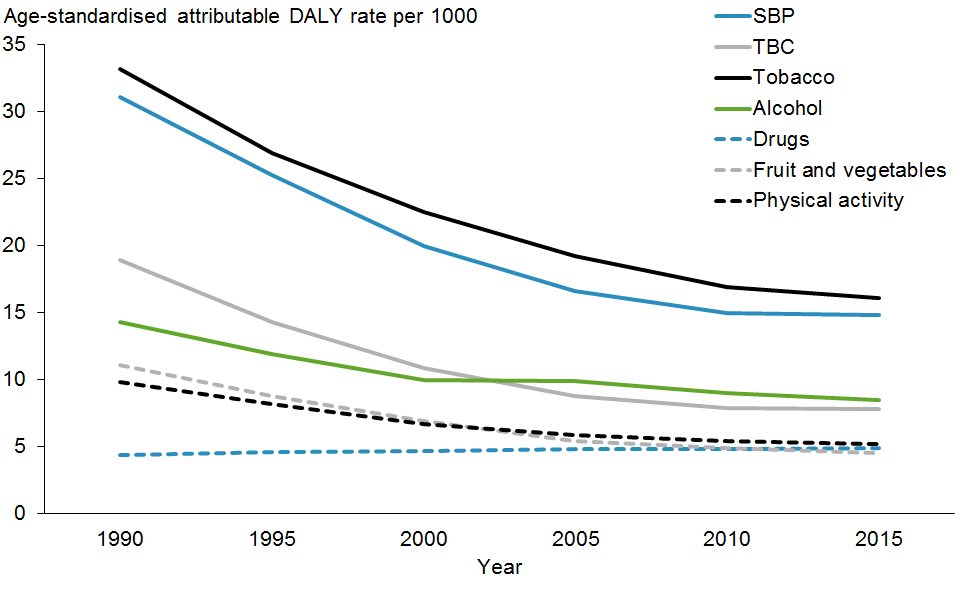 Age-standardised attributable DALY rate per 1000
SBP
TBC
Tobacco
Alcohol
Drugs
Fruit and vegetables
Physical activity
35
30
25
20
15
10
5
0
1990 1995 2000 2005 2010 2015
Year